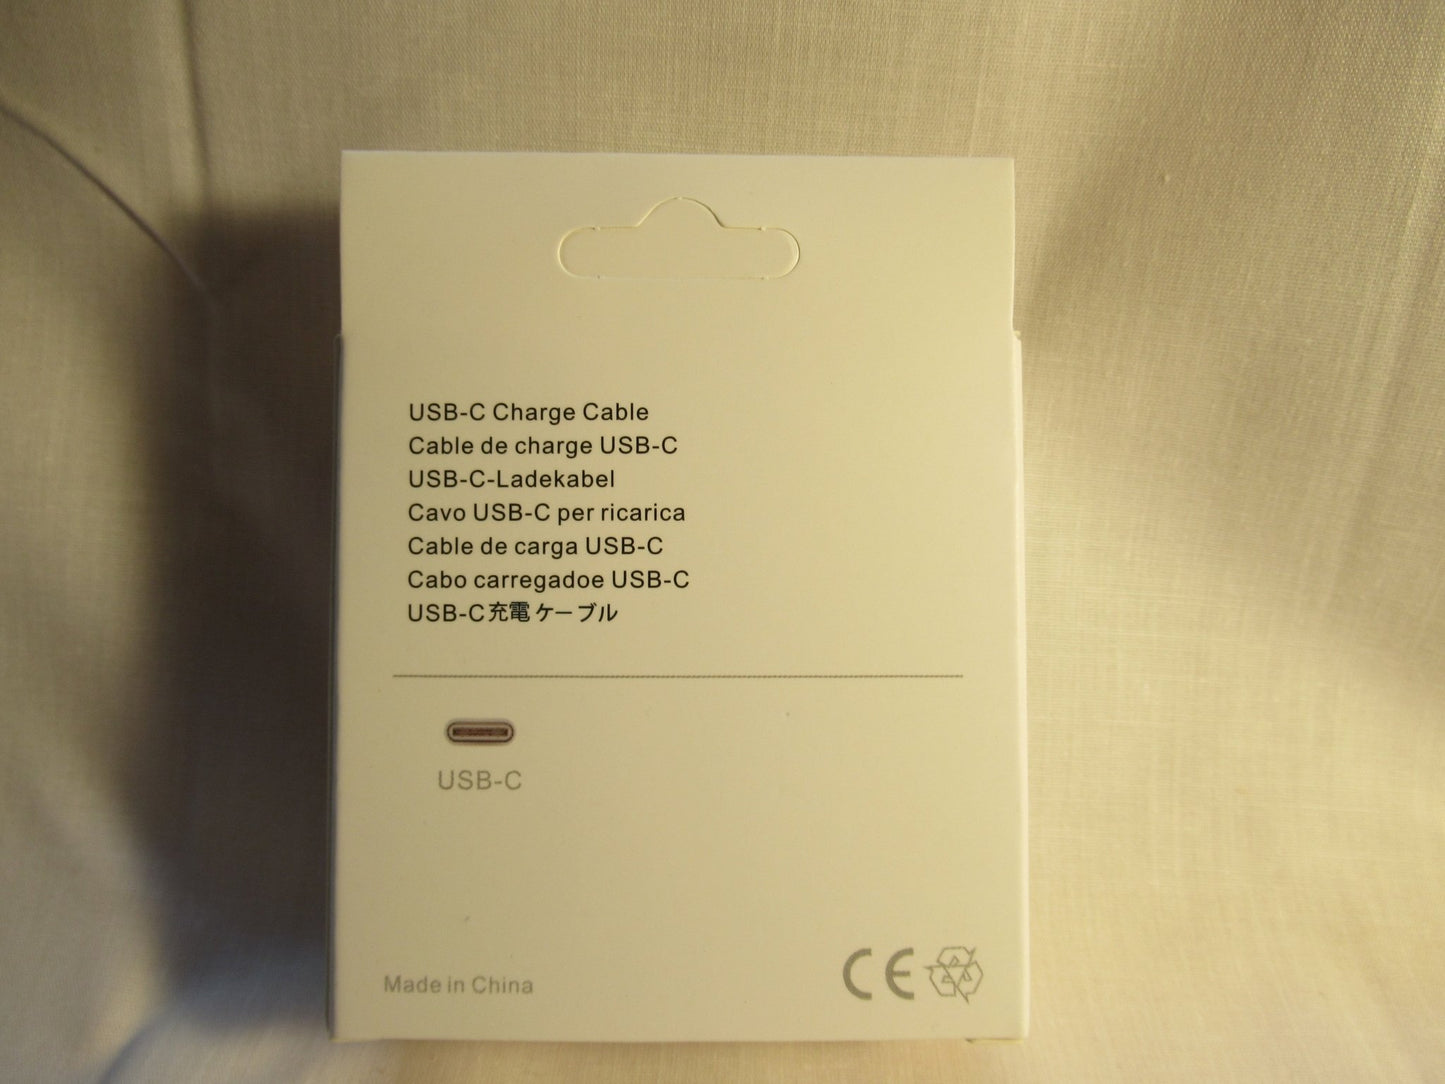 USB-C Charge Cable
Cable de charge USB-C
USB-C-Ladekabel
Cavo USB-C per ricarica
Cable de carga USB-C
Cabo carregadoe USB-C
USB-C充電ケーブル
USB-C
Made in China
CE